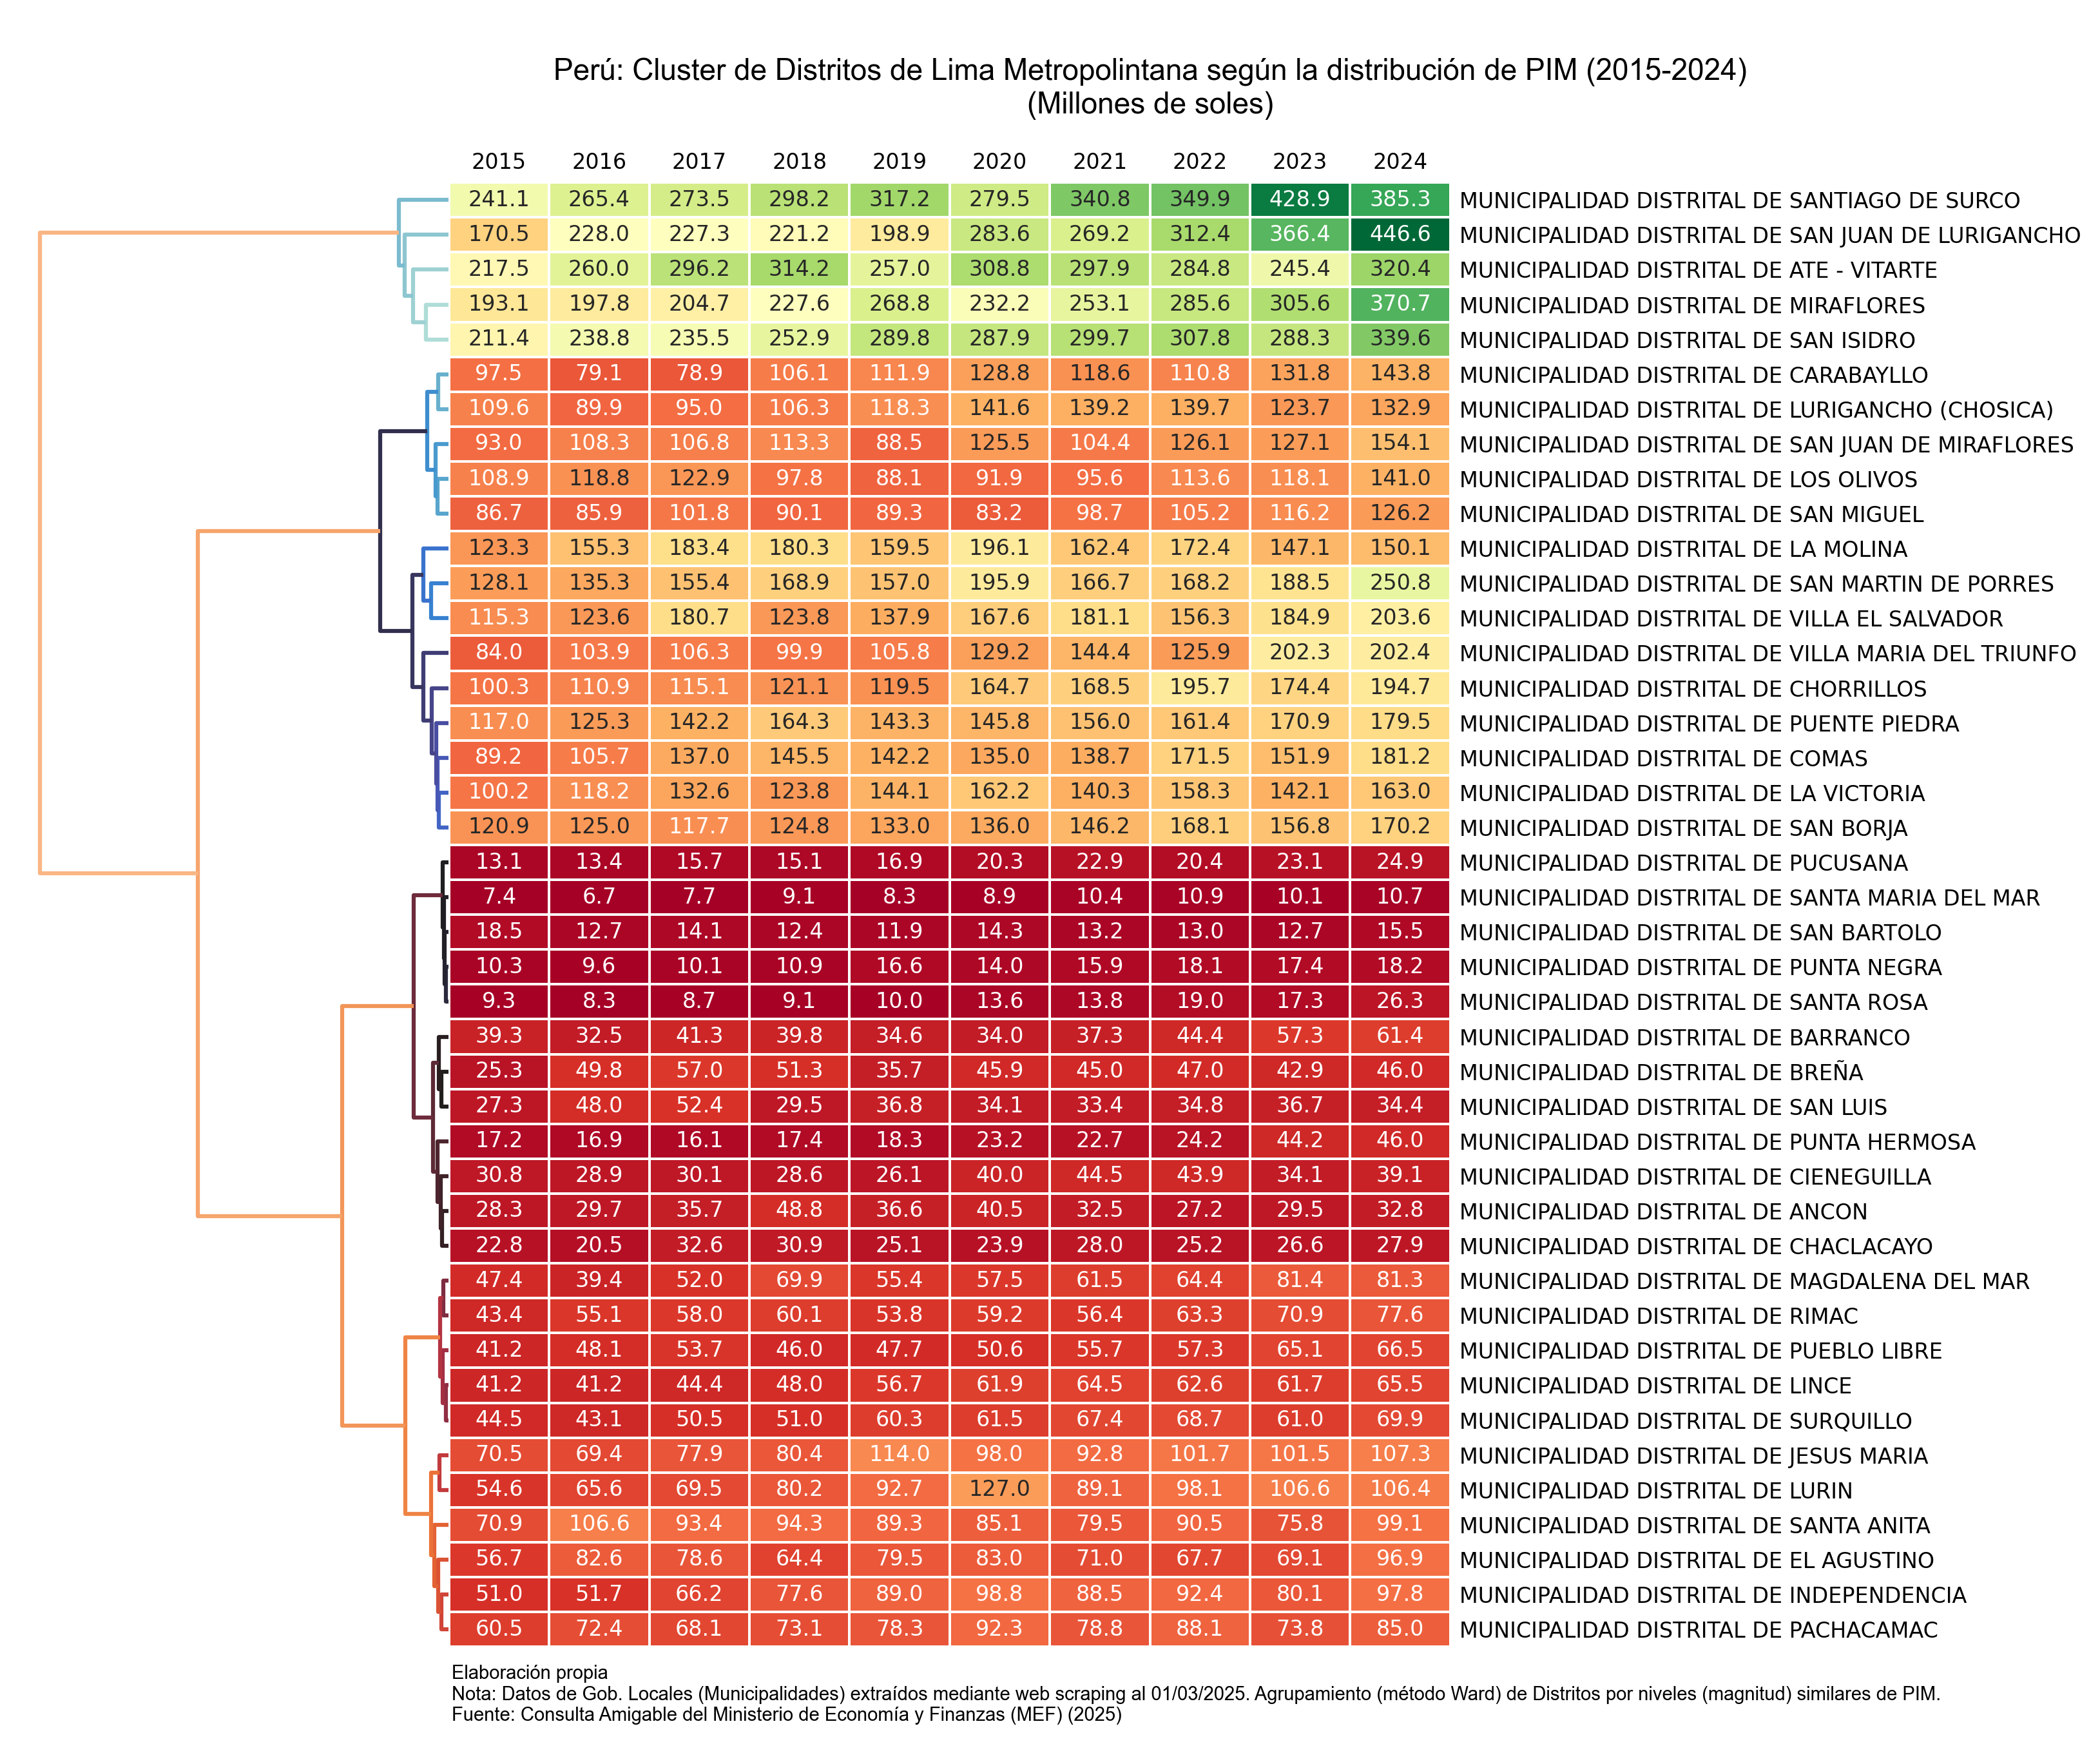 Perú: Cluster de Distritos de Lima Metropolintana según la distribución de PIM (2015-2024)
(Millones de soles)
2015 2016 2017 2018 2019 2020 2021 2022 2023 2024
241.1 265.4 273.5 298.2 317.2 279.5 340.8 349.9 428.9 385.3 MUNICIPALIDAD DISTRITAL DE SANTIAGO DE SURCO
170.5 228.0 227.3 221.2 198.9 283.6 269.2 312.4 366.4 446.6 MUNICIPALIDAD DISTRITAL DE SAN JUAN DE LURIGANCHO
217.5 260.0 296.2 314.2 257.0 308.8 297.9 284.8 245.4 320.4 MUNICIPALIDAD DISTRITAL DE ATE - VITARTE
193.1 197.8 204.7 227.6 268.8 232.2 253.1 285.6 305.6 370.7 MUNICIPALIDAD DISTRITAL DE MIRAFLORES
211.4 238.8 235.5 252.9 289.8 287.9 299.7 307.8 288.3 339.6 MUNICIPALIDAD DISTRITAL DE SAN ISIDRO
97.5 79.1 78.9 106.1 111.9 128.8 118.6 110.8 131.8 143.8 MUNICIPALIDAD DISTRITAL DE CARABAYLLO
109.6 89.9 95.0 106.3 118.3 141.6 139.2 139.7 123.7 132.9 MUNICIPALIDAD DISTRITAL DE LURIGANCHO (CHOSICA)
93.0 108.3 106.8 113.3 88.5 125.5 104.4 126.1 127.1 154.1 MUNICIPALIDAD DISTRITAL DE SAN JUAN DE MIRAFLORES
108.9 118.8 122.9 97.8 88.1 91.9 95.6 113.6 118.1 141.0 MUNICIPALIDAD DISTRITAL DE LOS OLIVOS
86.7 85.9 101.8 90.1 89.3 83.2 98.7 105.2 116.2 126.2 MUNICIPALIDAD DISTRITAL DE SAN MIGUEL
123.3 155.3 183.4 180.3 159.5 196.1 162.4 172.4 147.1 150.1 MUNICIPALIDAD DISTRITAL DE LA MOLINA
128.1 135.3 155.4 168.9 157.0 195.9 166.7 168.2 188.5 250.8 MUNICIPALIDAD DISTRITAL DE SAN MARTIN DE PORRES
115.3 123.6 180.7 123.8 137.9 167.6 181.1 156.3 184.9 203.6 MUNICIPALIDAD DISTRITAL DE VILLA EL SALVADOR
84.0 103.9 106.3 99.9 105.8 129.2 144.4 125.9 202.3 202.4 MUNICIPALIDAD DISTRITAL DE VILLA MARIA DEL TRIUNFO
100.3 110.9 115.1 121.1 119.5 164.7 168.5 195.7 174.4 194.7 MUNICIPALIDAD DISTRITAL DE CHORRILLOS
117.0 125.3 142.2 164.3 143.3 145.8 156.0 161.4 170.9 179.5 MUNICIPALIDAD DISTRITAL DE PUENTE PIEDRA
89.2 105.7 137.0 145.5 142.2 135.0 138.7 171.5 151.9 181.2 MUNICIPALIDAD DISTRITAL DE COMAS
100.2 118.2 132.6 123.8 144.1 162.2 140.3 158.3 142.1 163.0 MUNICIPALIDAD DISTRITAL DE LA VICTORIA
120.9 125.0 117.7 124.8 133.0 136.0 146.2 168.1 156.8 170.2 MUNICIPALIDAD DISTRITAL DE SAN BORJA
13.1 13.4 15.7 15.1 16.9 20.3 22.9 20.4 23.1 24.9 MUNICIPALIDAD DISTRITAL DE PUCUSANA
7.4 6.7 7.7 9.1 8.3 8.9 10.4 10.9 10.1 10.7 MUNICIPALIDAD DISTRITAL DE SANTA MARIA DEL MAR
18.5 12.7 14.1 12.4 11.9 14.3 13.2 13.0 12.7 15.5 MUNICIPALIDAD DISTRITAL DE SAN BARTOLO
10.3 9.6 10.1 10.9 16.6 14.0 15.9 18.1 17.4 18.2 MUNICIPALIDAD DISTRITAL DE PUNTA NEGRA
9.3 8.3 8.7 9.1 10.0 13.6 13.8 19.0 17.3 26.3 MUNICIPALIDAD DISTRITAL DE SANTA ROSA
39.3 32.5 41.3 39.8 34.6 34.0 37.3 44.4 57.3 61.4 MUNICIPALIDAD DISTRITAL DE BARRANCO
25.3 49.8 57.0 51.3 35.7 45.9 45.0 47.0 42.9 46.0 MUNICIPALIDAD DISTRITAL DE BREÑA
27.3 48.0 52.4 29.5 36.8 34.1 33.4 34.8 36.7 34.4 MUNICIPALIDAD DISTRITAL DE SAN LUIS
17.2 16.9 16.1 17.4 18.3 23.2 22.7 24.2 44.2 46.0 MUNICIPALIDAD DISTRITAL DE PUNTA HERMOSA
30.8 28.9 30.1 28.6 26.1 40.0 44.5 43.9 34.1 39.1 MUNICIPALIDAD DISTRITAL DE CIENEGUILLA
28.3 29.7 35.7 48.8 36.6 40.5 32.5 27.2 29.5 32.8 MUNICIPALIDAD DISTRITAL DE ANCON
22.8 20.5 32.6 30.9 25.1 23.9 28.0 25.2 26.6 27.9 MUNICIPALIDAD DISTRITAL DE CHACLACAYO
47.4 39.4 52.0 69.9 55.4 57.5 61.5 64.4 81.4 81.3 MUNICIPALIDAD DISTRITAL DE MAGDALENA DEL MAR
43.4 55.1 58.0 60.1 53.8 59.2 56.4 63.3 70.9 77.6 MUNICIPALIDAD DISTRITAL DE RIMAC
41.2 48.1 53.7 46.0 47.7 50.6 55.7 57.3 65.1 66.5 MUNICIPALIDAD DISTRITAL DE PUEBLO LIBRE
41.2 41.2 44.4 48.0 56.7 61.9 64.5 62.6 61.7 65.5 MUNICIPALIDAD DISTRITAL DE LINCE
44.5 43.1 50.5 51.0 60.3 61.5 67.4 68.7 61.0 69.9 MUNICIPALIDAD DISTRITAL DE SURQUILLO
70.5 69.4 77.9 80.4 114.0 98.0 92.8 101.7 101.5 107.3 MUNICIPALIDAD DISTRITAL DE JESUS MARIA
54.6 65.6 69.5 80.2 92.7 127.0 89.1 98.1 106.6 106.4 MUNICIPALIDAD DISTRITAL DE LURIN
70.9 106.6 93.4 94.3 89.3 85.1 79.5 90.5 75.8 99.1 MUNICIPALIDAD DISTRITAL DE SANTA ANITA
56.7 82.6 78.6 64.4 79.5 83.0 71.0 67.7 69.1 96.9 MUNICIPALIDAD DISTRITAL DE EL AGUSTINO
51.0 51.7 66.2 77.6 89.0 98.8 88.5 92.4 80.1 97.8 MUNICIPALIDAD DISTRITAL DE INDEPENDENCIA
60.5 72.4 68.1 73.1 78.3 92.3 78.8 88.1 73.8 85.0 MUNICIPALIDAD DISTRITAL DE PACHACAMAC
Elaboración propia
Nota: Datos de Gob. Locales (Municipalidades) extraídos mediante web scraping al 01/03/2025. Agrupamiento (método Ward) de Distritos por niveles (magnitud) similares de PIM.
Fuente: Consulta Amigable del Ministerio de Economía y Finanzas (MEF) (2025)